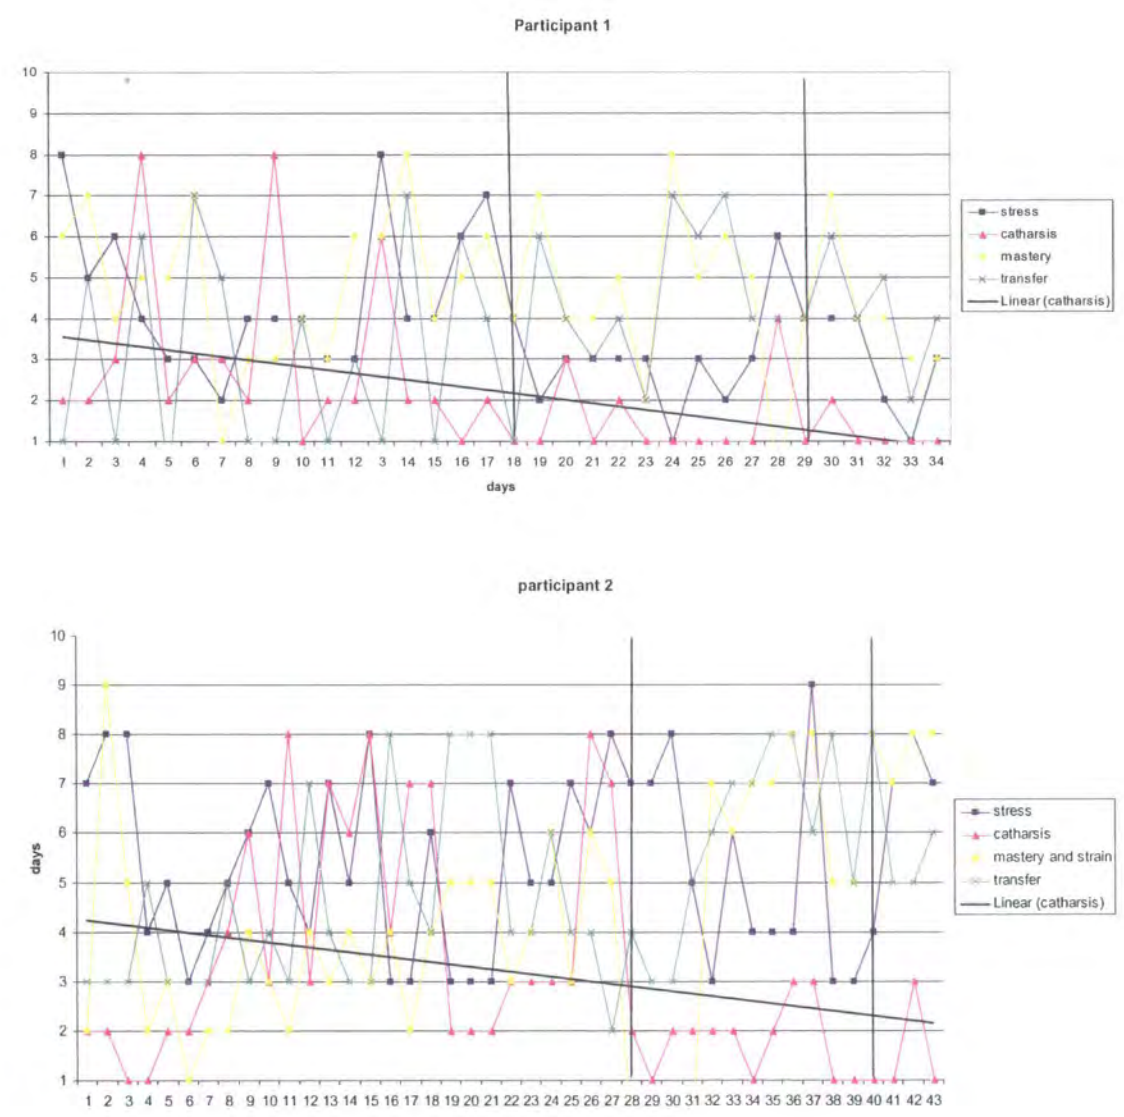 Participant 1
10
9
8
7
6
5
4
3
2
1
1 2 3 4 5 6 7 8 9 10 11 12 3 14 15 16 17 18 19 20 21 22 23 24 25 26 27 28 29 30 31 32 33 34
days
stress
catharsis
mastery
transfer
Linear (catharsis)
participant 2
10
9
8
7
6
5
4
3
2
1
days
1 2 3 4 5 6 7 8 9 10 11 12 13 14 15 16 17 18 19 20 21 22 23 24 25 26 27 28 29 30 31 32 33 34 35 36 37 38 39 40 41 42 43
stress
catharsis
mastery and strain
transfer
Linear (catharsis)